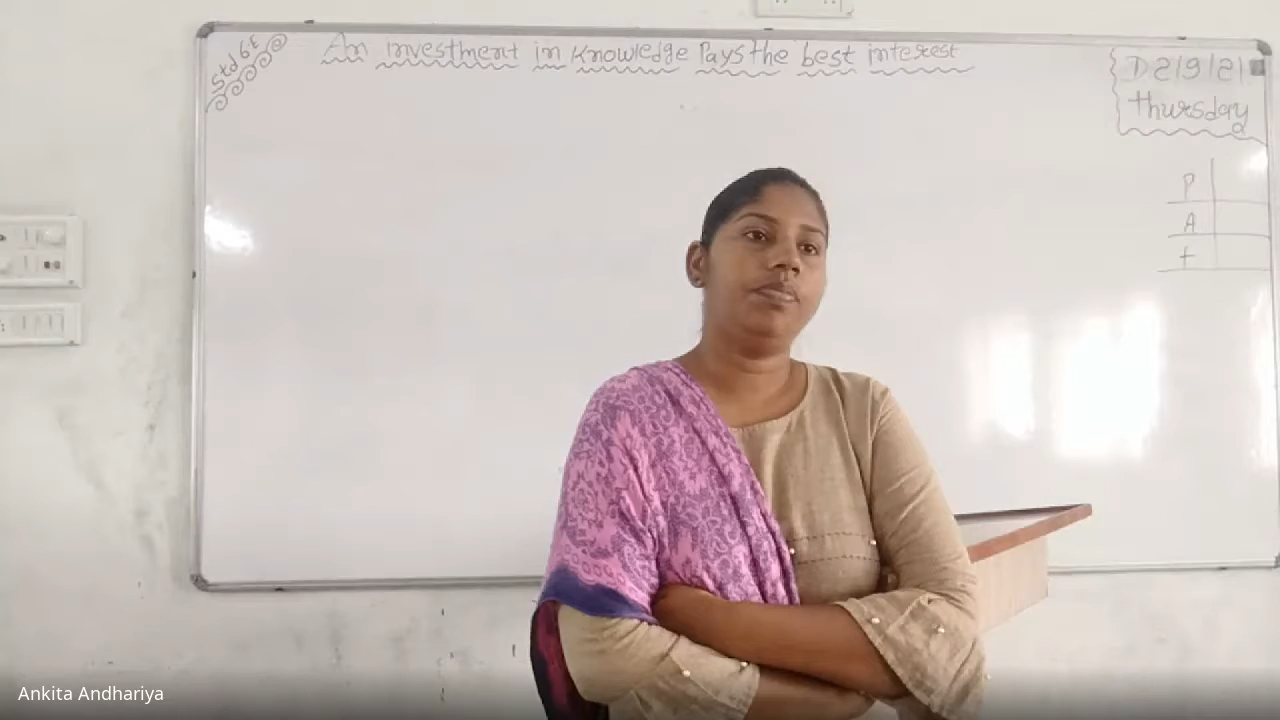 Std 6E
An investment in Knowledge Pays the best interest
D 2/9/21
Thursday
P
A
T
Ankita Andhariya